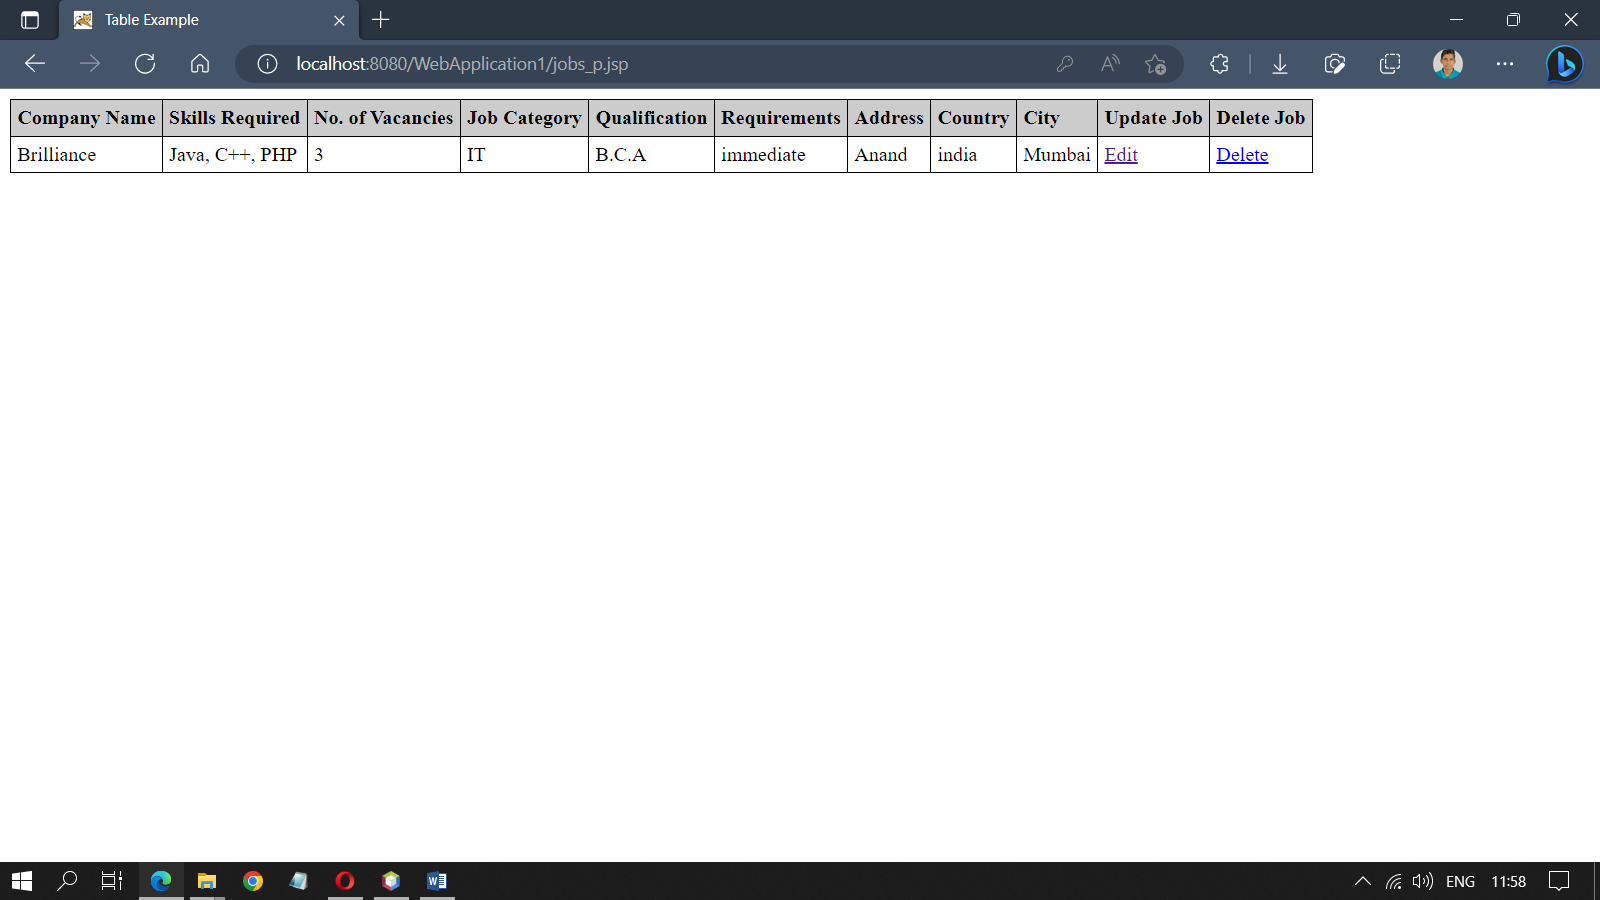 Table Example
localhost:8080/WebApplication1/jobs_p.jsp
Company Name Skills Required No. of Vacancies Job Category Qualification Requirements Address Country City Update Job Delete Job
Brilliance Java, C++, PHP 3 IT B.C.A immediate Anand india Mumbai Edit Delete
ENG 11:58